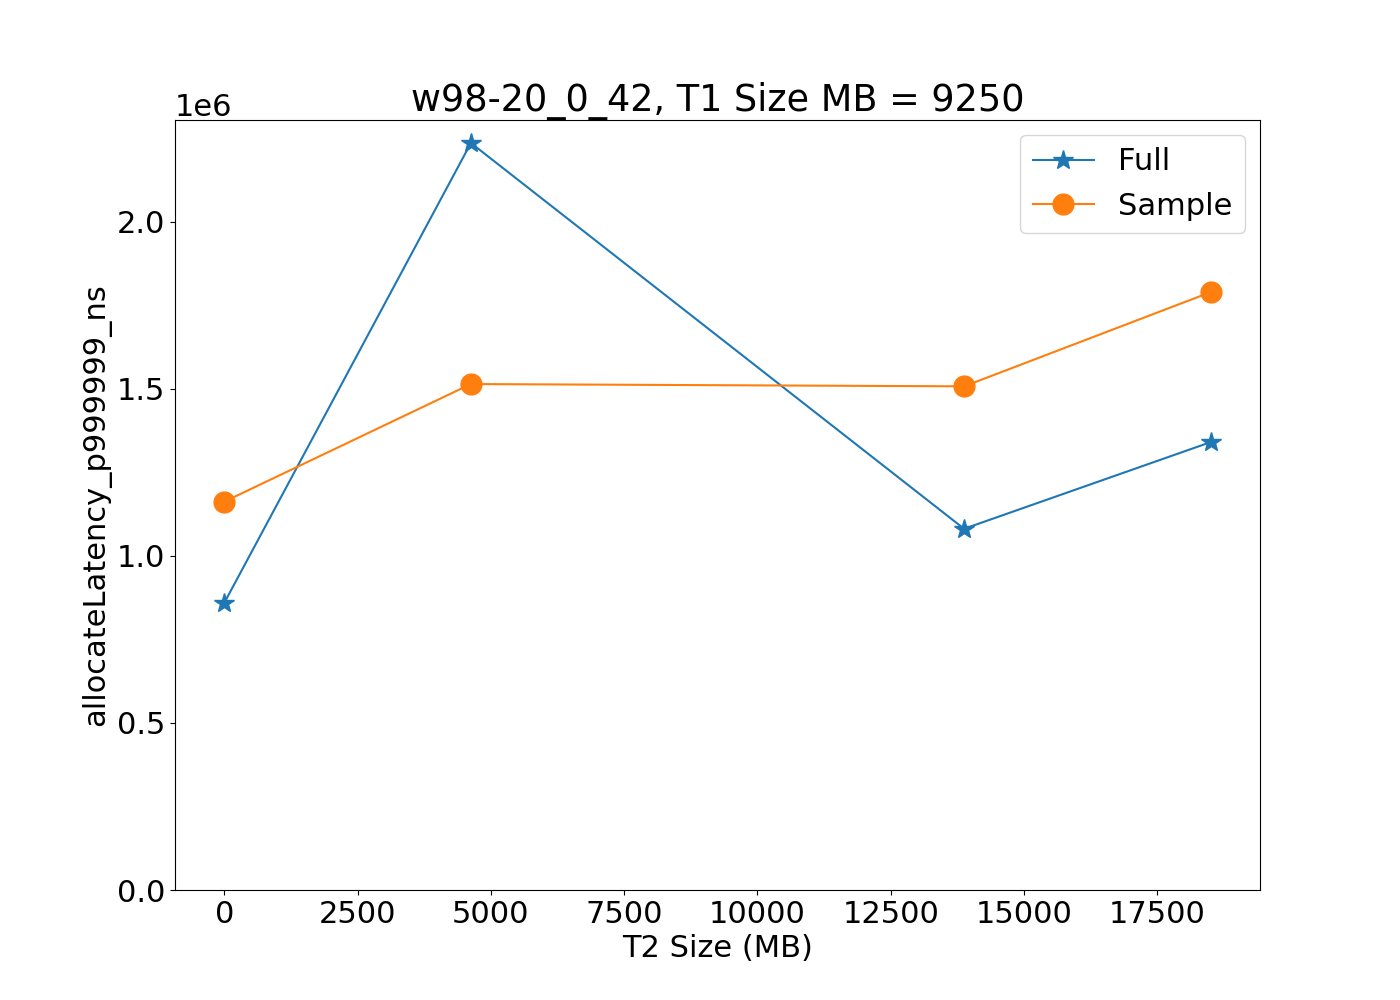 w98-20_0_42, T1 Size MB = 9250
1e6
Full
Sample
2.0
1.5
1.0
0.5
0.0
allocateLatency_p999999_ns
0 2500 5000 7500 10000 12500 15000 17500
T2 Size (MB)